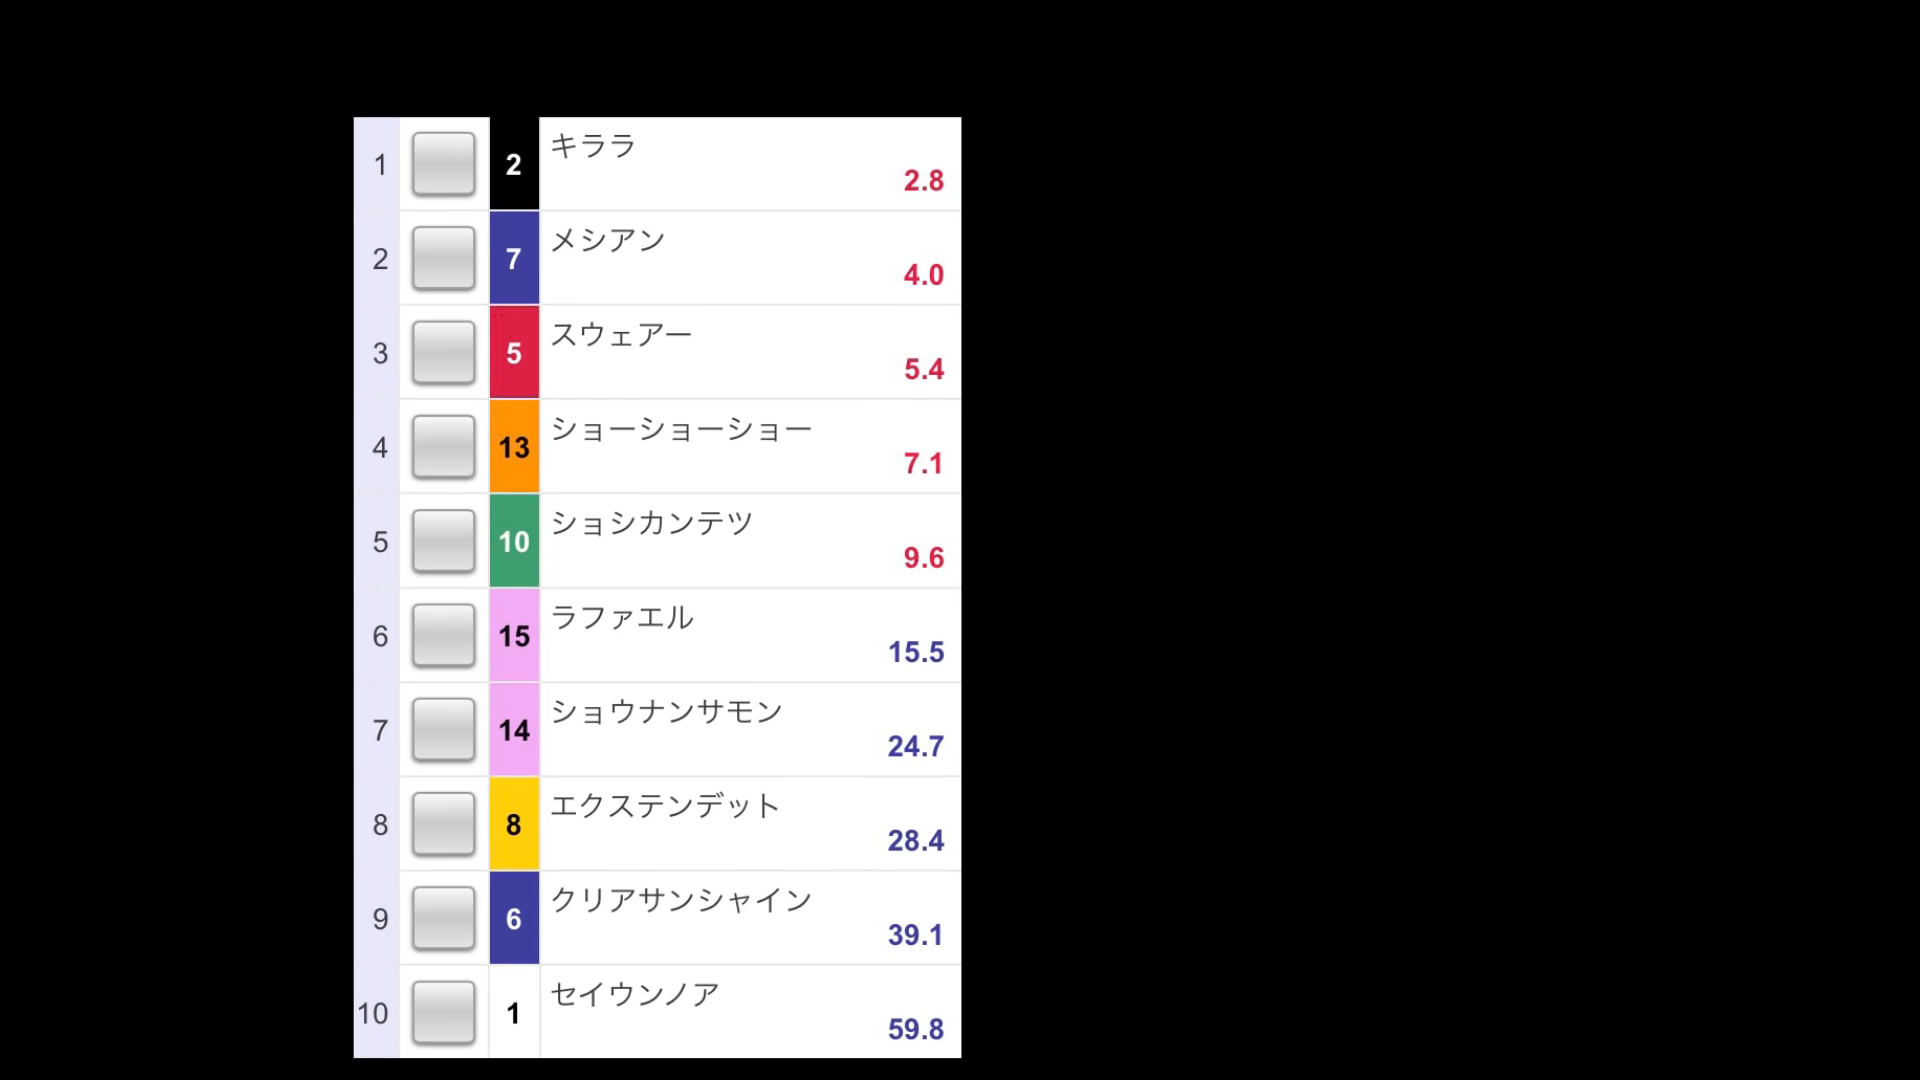 1 2 キララ
2.8
2 7 メシアン
4.0
3 5 スウェアー
5.4
4 13 ショーショーショー
7.1
5 10 ショシカンテツ
9.6
6 15 ラファエル
15.5
7 14 ショウナンサモン
24.7
8 8 エクステンデット
28.4
9 6 クリアサンシャイン
39.1
10 1 セイウンノア
59.8